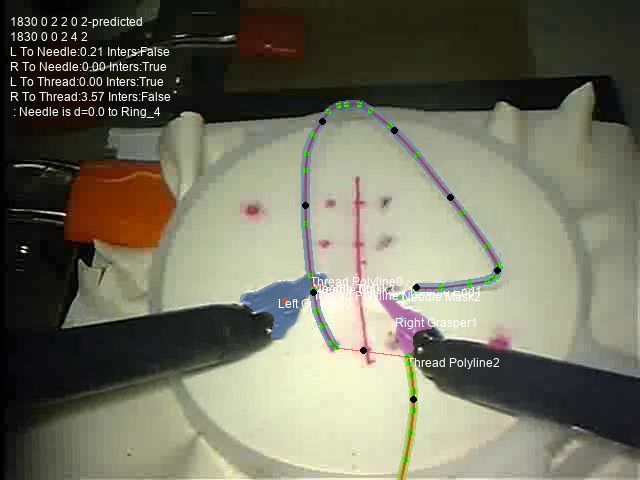 1830 0 2 2 0 2-predicted
1830 0 0 2 4 2
L To Needle:0.21 Inters:False
R To Needle:0.00 Inters:True
L To Thread:0.00 Inters:True
R To Thread:3.57 Inters:False
: Needle is d=0.0 to Ring_4
Thread Polyline0
Thread Polyline
Needle Mask2
Left G
Right Grasper1
Thread Polyline2